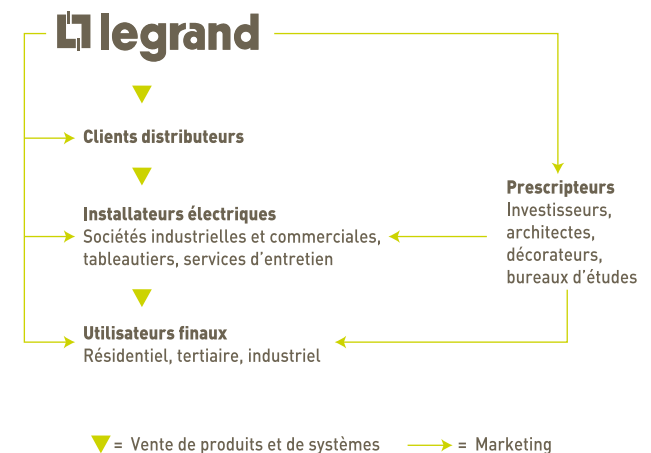 legrand
Clients distributeurs
Installateurs électriques
Sociétés industrielles et commerciales,
tableautiers, services d'entretien
Prescripteurs
Investisseurs,
architectes,
décorateurs,
bureaux d'études
Utilisateurs finaux
Résidentiel, tertiaire, industriel
= Vente de produits et de systèmes
= Marketing